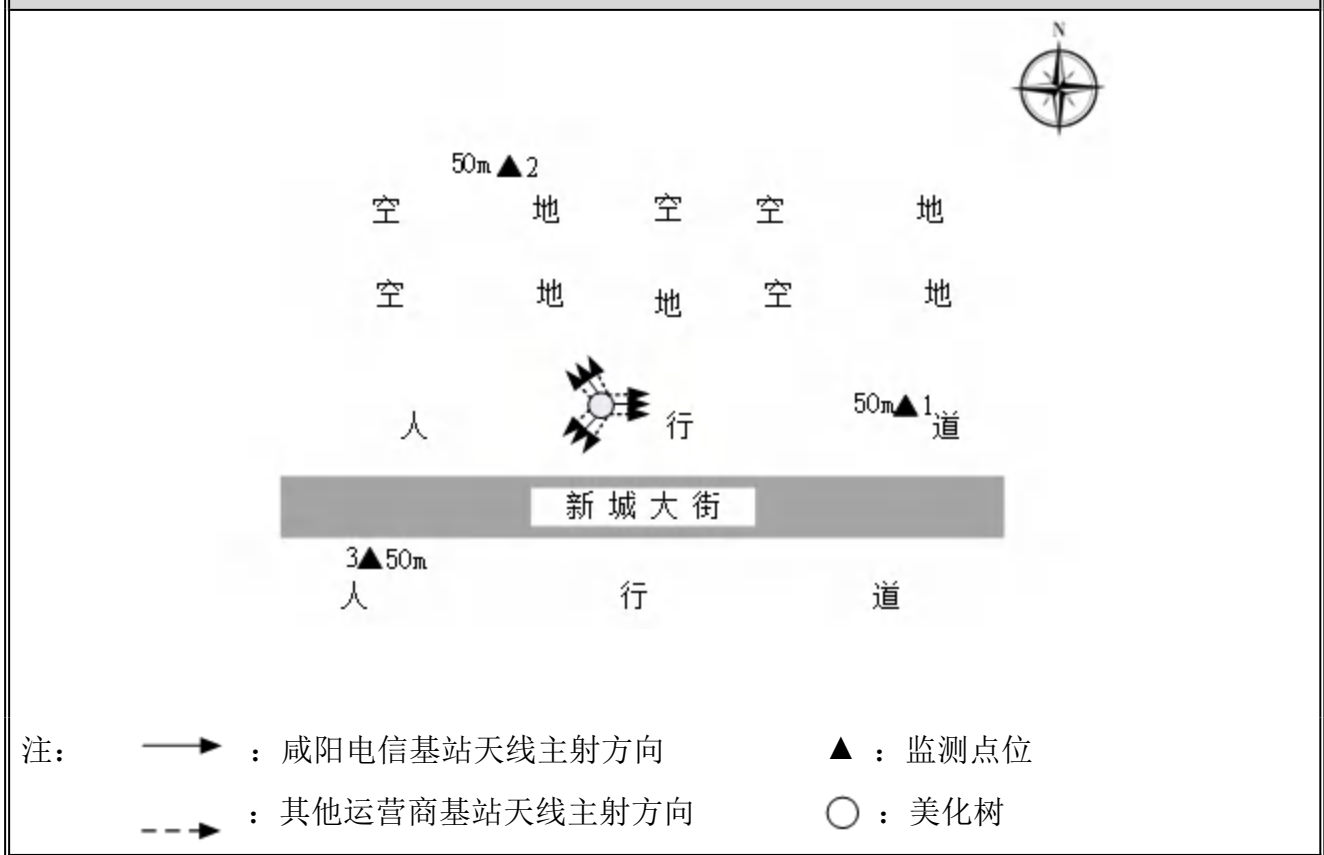 N
50m ▲ 2
空 地 空 空 地
空 地 地 空 地
50m ▲ 1
人 行 道
新城大街
3 ▲ 50m
人 行 道
注： ：咸阳电信基站天线主射方向 ▲ ：监测点位
：其他运营商基站天线主射方向 ：美化树